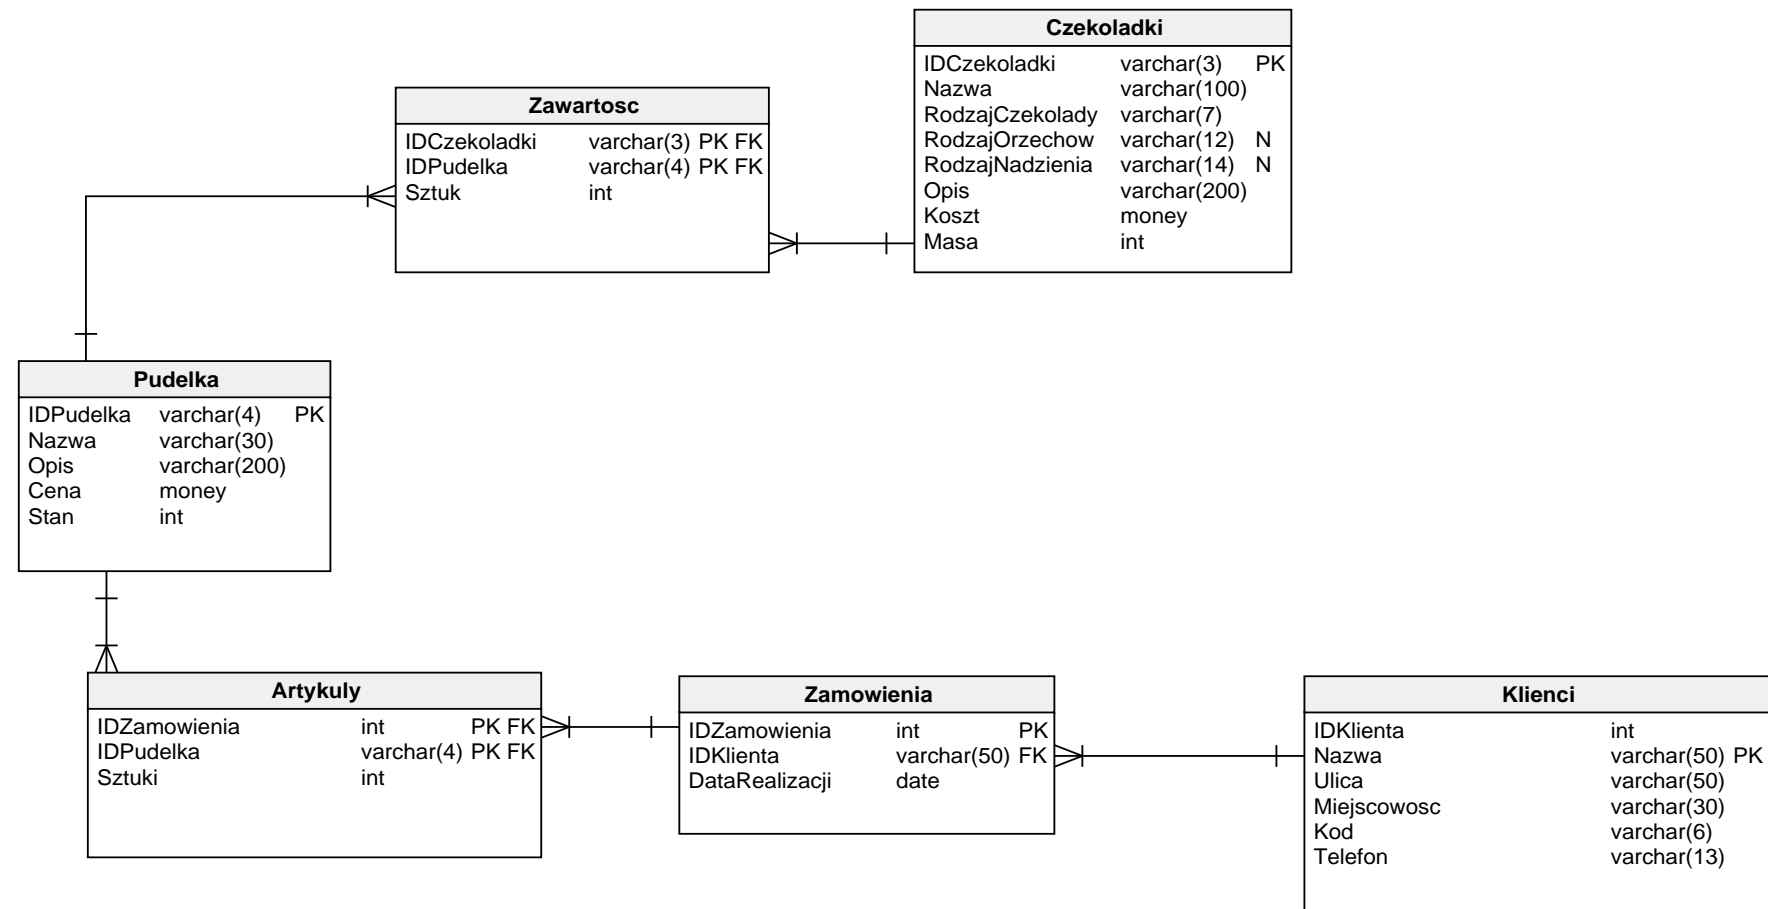 Czekoladki
IDCzekoladki varchar(3) PK
Nazwa varchar(100)
RodzajCzekolady varchar(7)
RodzajOrzechow varchar(12) N
RodzajNadzienia varchar(14) N
Opis varchar(200)
Koszt money
Masa int
Zawartosc
IDCzekoladki varchar(3) PK FK
IDPudelka varchar(4) PK FK
Sztuk int
Pudelka
IDPudelka varchar(4) PK
Nazwa varchar(30)
Opis varchar(200)
Cena money
Stan int
Artykuly
IDZamowienia int PK FK
IDPudelka varchar(4) PK FK
Sztuki int
Zamowienia
IDZamowienia int PK
IDKlienta varchar(50) FK
DataRealizacji date
Klienci
IDKlienta int
Nazwa varchar(50) PK
Ulica varchar(50)
Miejscowosc varchar(30)
Kod varchar(6)
Telefon varchar(13)